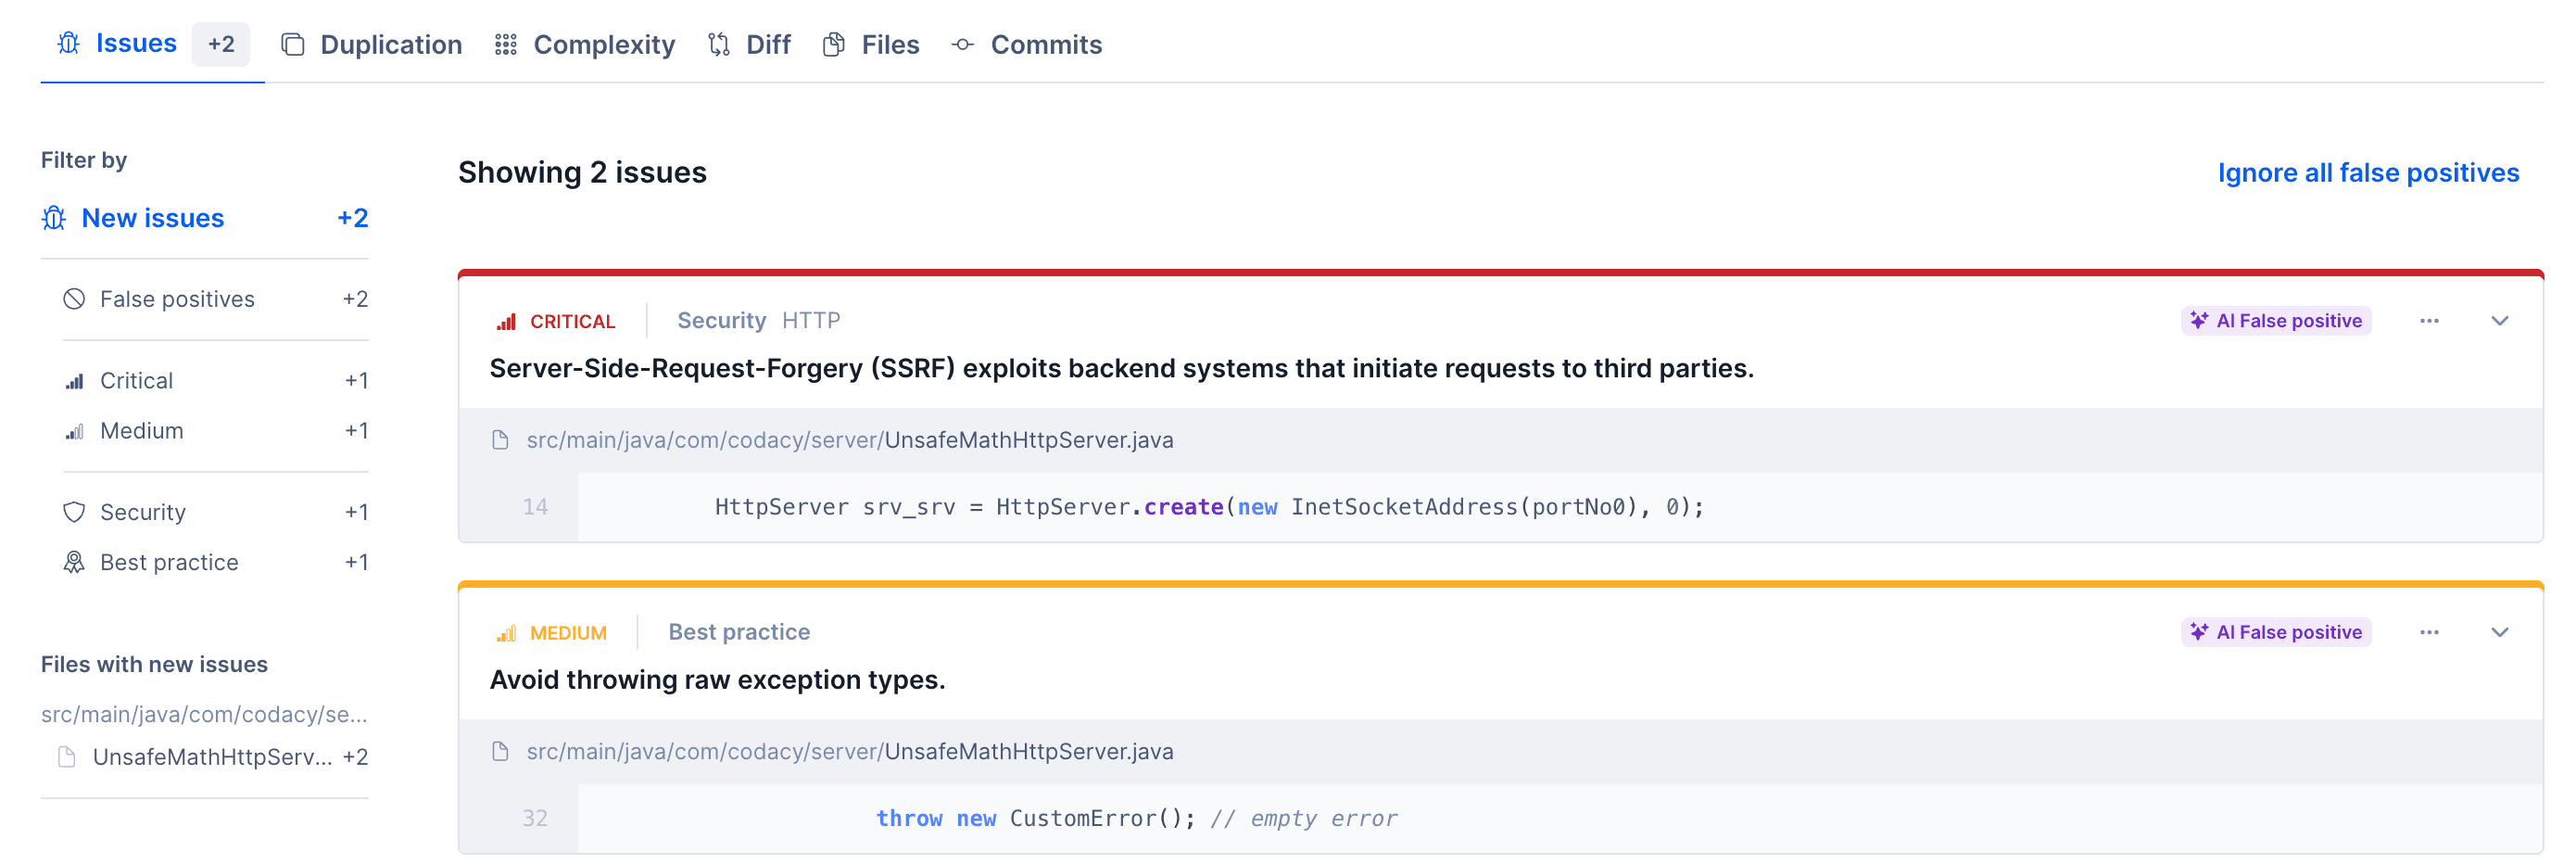 Issues +2 Duplication Complexity Diff Files Commits
Filter by
New issues +2
False positives +2
Critical +1
Medium +1
Security +1
Best practice +1
Files with new issues
src/main/java/com/codacy/se...
UnsafeMathHttpServ... +2
Showing 2 issues
Ignore all false positives
CRITICAL Security HTTP AI False positive
Server-Side-Request-Forgery (SSRF) exploits backend systems that initiate requests to third parties.
src/main/java/com/codacy/server/UnsafeMathHttpServer.java
14 HttpServer srv_srv = HttpServer.create(new InetSocketAddress(portNo0), 0);
MEDIUM Best practice AI False positive
Avoid throwing raw exception types.
src/main/java/com/codacy/server/UnsafeMathHttpServer.java
32 throw new CustomError(); // empty error